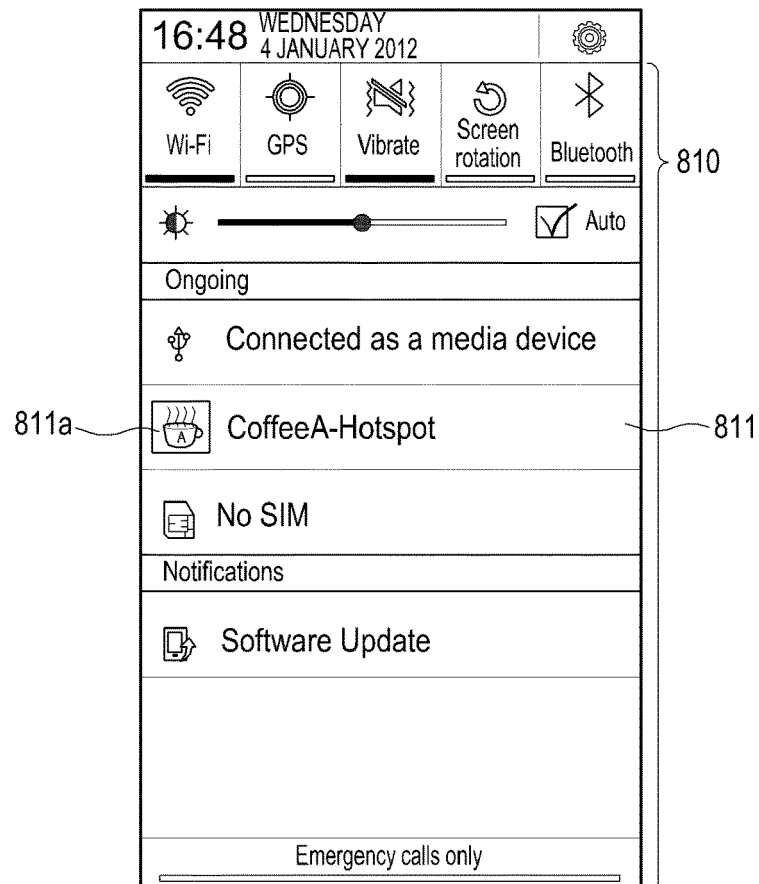 16:48 WEDNESDAY
4 JANUARY 2012
Wi-Fi GPS Vibrate Screen rotation Bluetooth
810
Auto
Ongoing
Connected as a media device
811a A CoffeeA-Hotspot 811
No SIM
Notifications
Software Update
Emergency calls only